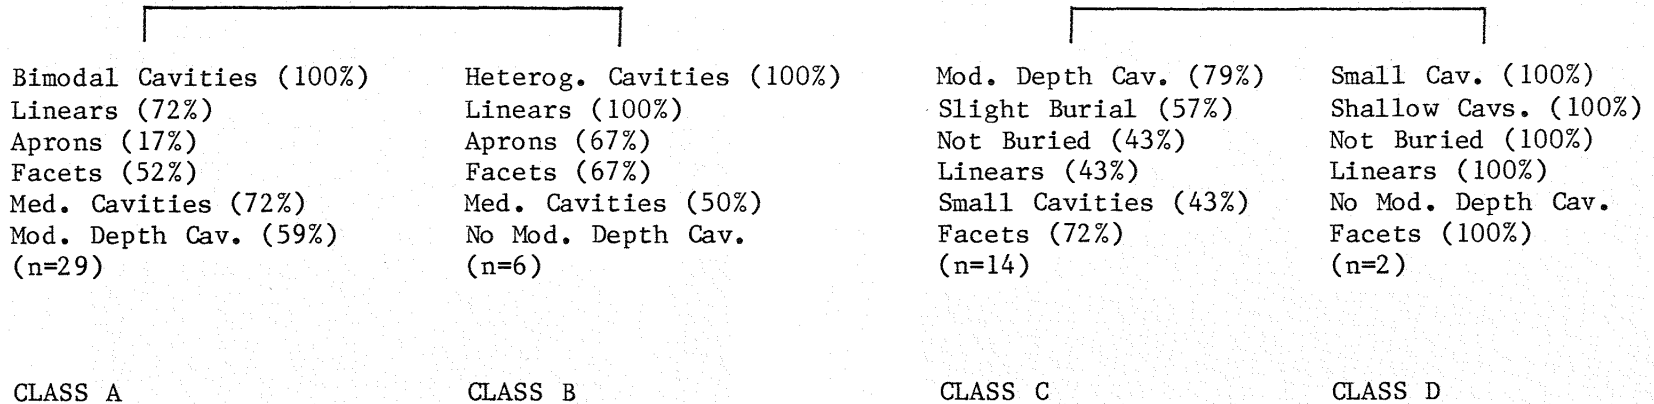 Bimodal Cavities (100%)
Linears (72%)
Aprons (17%)
Facets (52%)
Med. Cavities (72%)
Mod. Depth Cav. (59%)
(n=29)
CLASS A
Heterog. Cavities (100%)
Linears (100%)
Aprons (67%)
Facets (67%)
Med. Cavities (50%)
No Mod. Depth Cav.
(n=6)
CLASS B
Mod. Depth Cav. (79%)
Slight Burial (57%)
Not Buried (43%)
Linears (43%)
Small Cavities (43%)
Facets (72%)
(n=14)
CLASS C
Small Cav. (100%)
Shallow Cavs. (100%)
Not Buried (100%)
Linears (100%)
No Mod. Depth Cav.
Facets (100%)
(n=2)
CLASS D